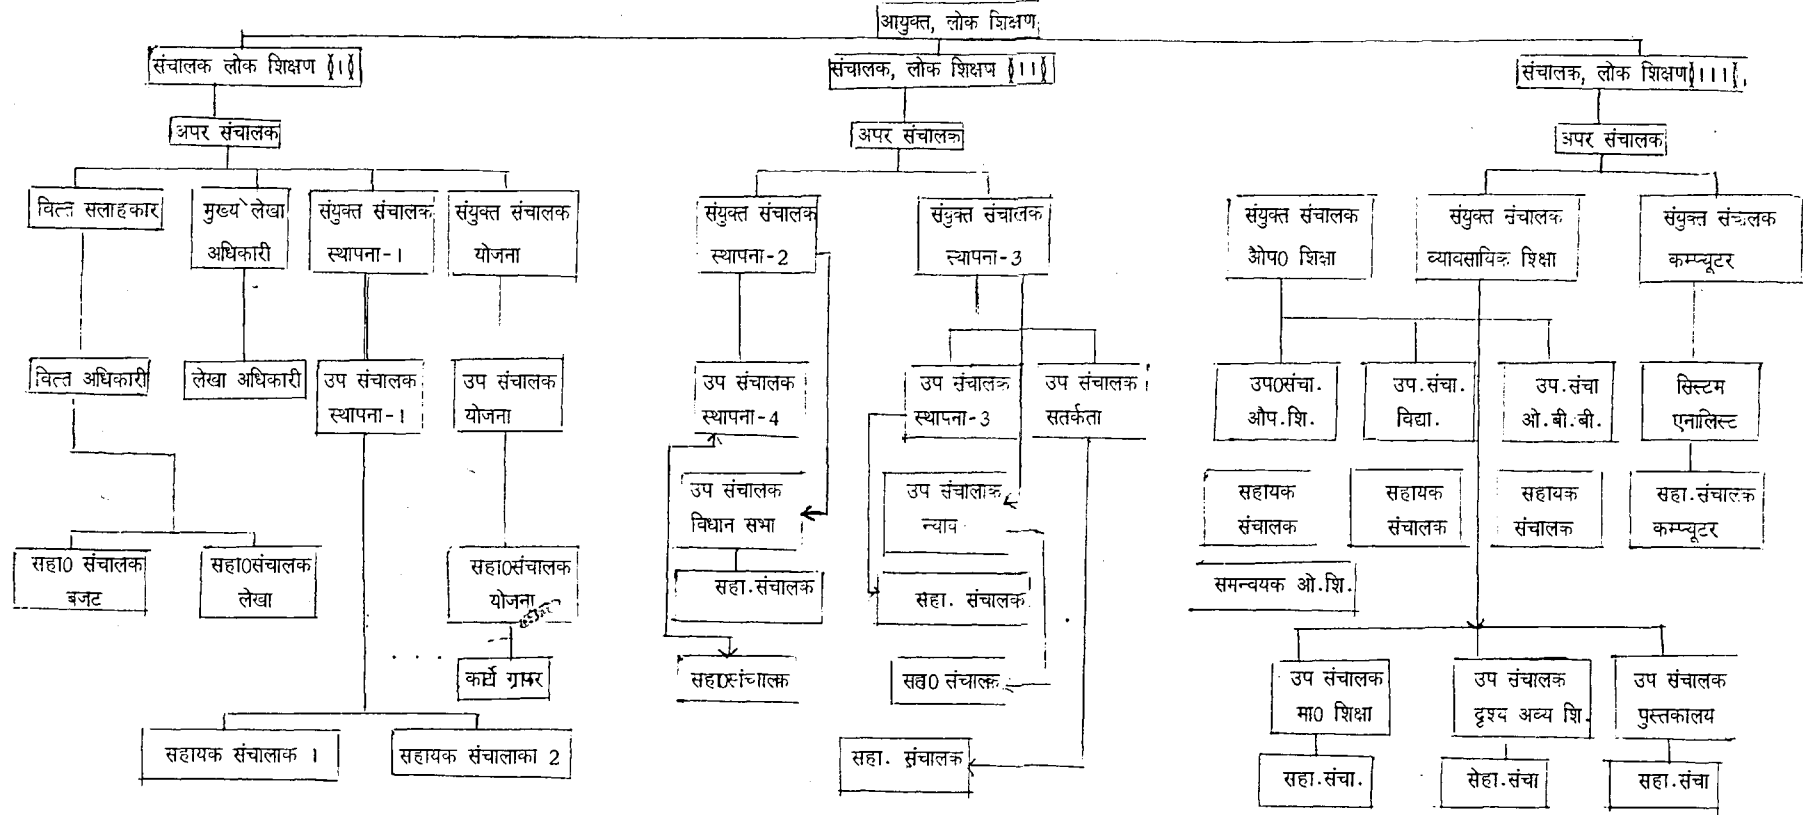 आयुक्त, लोक शिक्षण
संचालक लोक शिक्षण (I)
संचालक, लोक शिक्षण (II)
संचालक, लोक शिक्षण (III)
अपर संचालक
अपर संचालक
अपर संचालक
वित्त सलाहकार
मुख्य लेखा
अधिकारी
संयुक्त संचालक
स्थापना-1
संयुक्त संचालक
योजना
संयुक्त संचालक
स्थापना-2
संयुक्त संचालक
स्थापना-3
संयुक्त संचालक
औप0 शिक्षा
संयुक्त संचालक
व्यावसायिक शिक्षा
संयुक्त संचालक
कम्प्यूटर
वित्त अधिकारी
लेखा अधिकारी
उप संचालक
स्थापना-1
उप संचालक
योजना
उप संचालक
स्थापना-4
उप संचालक
स्थापना-3
उप संचालक
सतर्कता
उप0संचा.
औप.शि.
उप.संचा.
विद्या.
उप.संचा
ओ.बी.बी.
सिस्टम
एनालिस्ट
उप संचालक
विधान सभा
उप संचालाक
न्याय
सहायक
संचालक
सहायक
संचालक
सहायक
संचालक
सहा.संचालक
कम्प्यूटर
सहा0 संचालक
बजट
सहा0संचालक
लेखा
सहा0संचालक
योजना
सहा.संचालक
सहा. संचालक
समन्वयक ओ.शि.
सहा0संचालक
सहा0 संचालक
उप संचालक
मा0 शिक्षा
उप संचालक
दृश्य अव्य शि.
उप संचालक
पुस्तकालय
सहायक संचालाक 1
सहायक संचालाका 2
सहा. संचालक
सहा.संचा.
सेहा.संचा
सहा.संचा